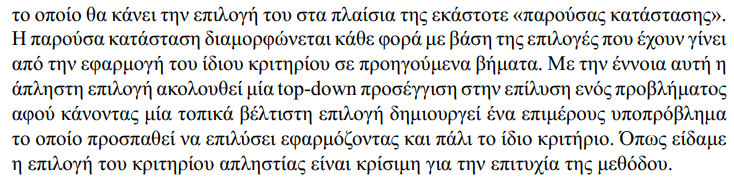 το οποίο θα κάνει την επιλογή του στα πλαίσια της εκάστοτε «παρούσας κατάστασης».
Η παρούσα κατάσταση διαμορφώνεται κάθε φορά με βάση της επιλογές που έχουν γίνει
από την εφαρμογή του ίδιου κριτηρίου σε προηγούμενα βήματα. Με την έννοια αυτή η
άπληστη επιλογή ακολουθεί μία top-down προσέγγιση στην επίλυση ενός προβλήματος
αφού κάνοντας μία τοπικά βέλτιστη επιλογή δημιουργεί ένα επιμέρους υποπρόβλημα
το οποίο προσπαθεί να επιλύσει εφαρμόζοντας και πάλι το ίδιο κριτήριο. Όπως είδαμε
η επιλογή του κριτηρίου απληστίας είναι κρίσιμη για την επιτυχία της μεθόδου.